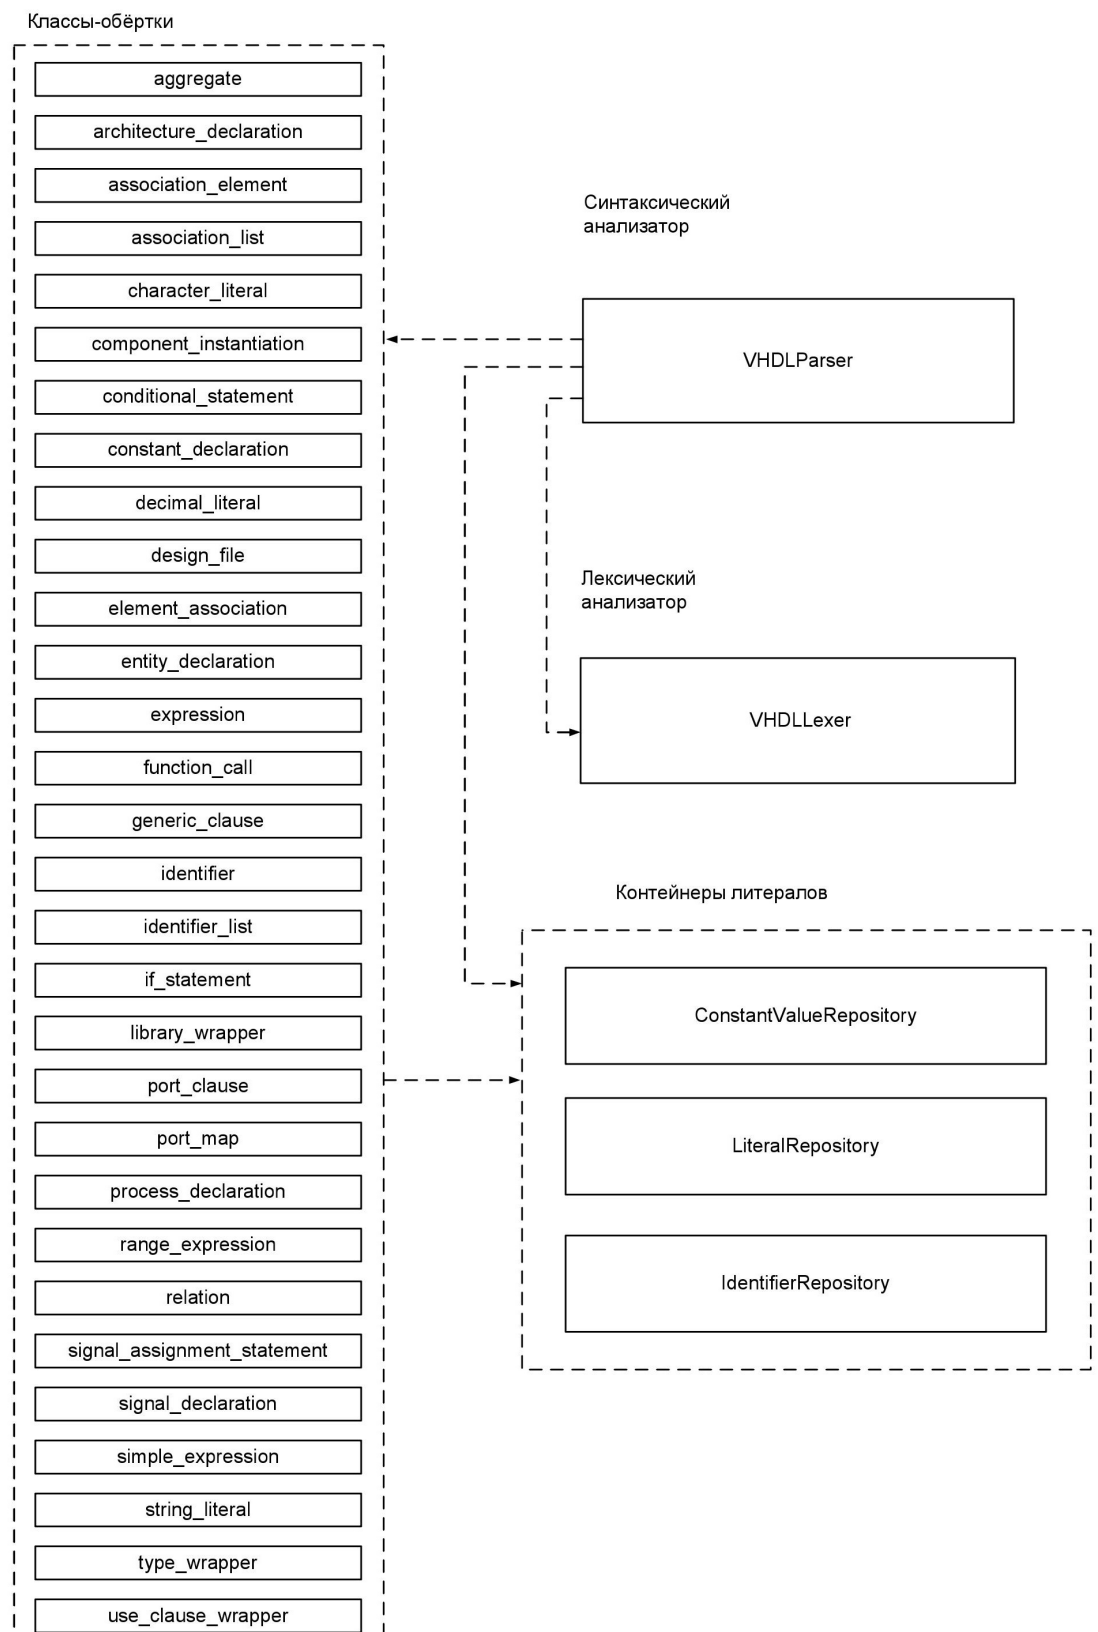 Классы-обёртки
aggregate
architecture_declaration
association_element
association_list
character_literal
component_instantiation
conditional_statement
constant_declaration
decimal_literal
design_file
element_association
entity_declaration
expression
function_call
generic_clause
identifier
identifier_list
if_statement
library_wrapper
port_clause
port_map
process_declaration
range_expression
relation
signal_assignment_statement
signal_declaration
simple_expression
string_literal
type_wrapper
use_clause_wrapper
Синтаксический
анализатор
VHDLParser
Лексический
анализатор
VHDLLexer
Контейнеры литералов
ConstantValueRepository
LiteralRepository
IdentifierRepository